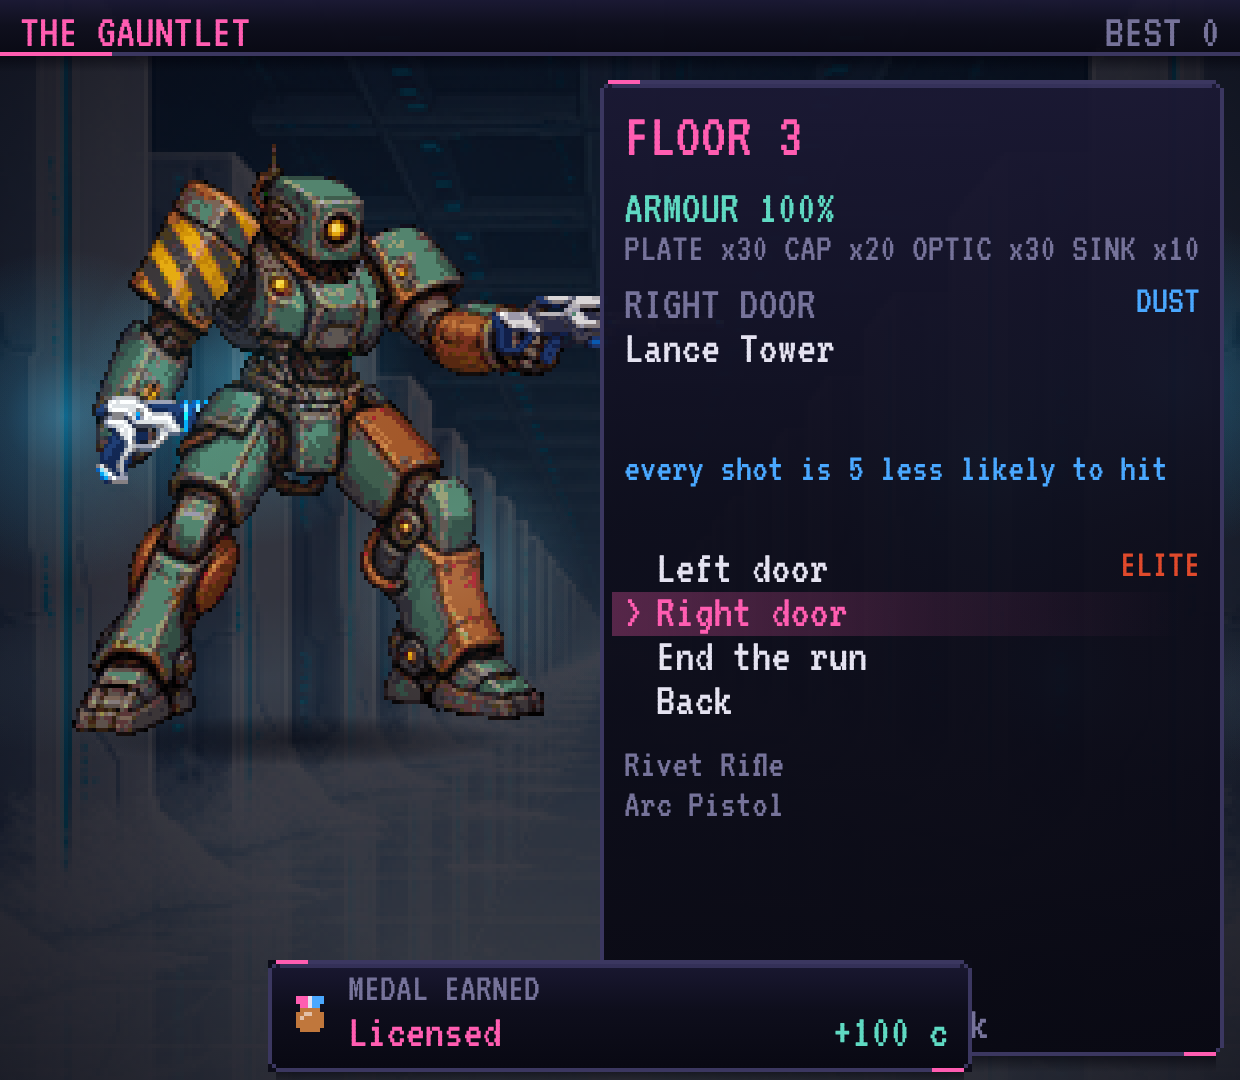 THE GAUNTLET
BEST 0
FLOOR 3
ARMOUR 100%
PLATE x30 CAP x20 OPTIC x30 SINK x10
RIGHT DOOR
DUST
Lance Tower
every shot is 5 less likely to hit
Left door
ELITE
> Right door
End the run
Back
Rivet Rifle
Arc Pistol
MEDAL EARNED
Licensed
+100 c